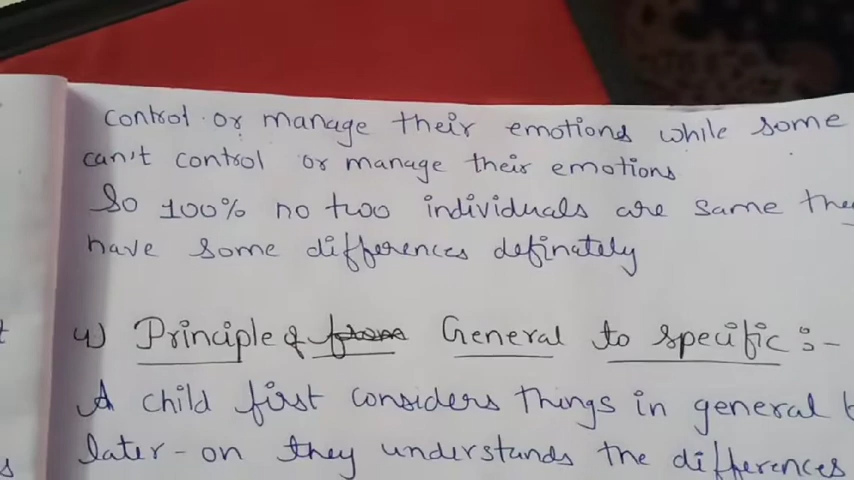 control or manage their emotions while some
can't control or manage their emotions
So 100% no two individuals are same they
have some differences definately
4) Principle of from General to specific :-
A child first considers things in general
later-on they understands the differences